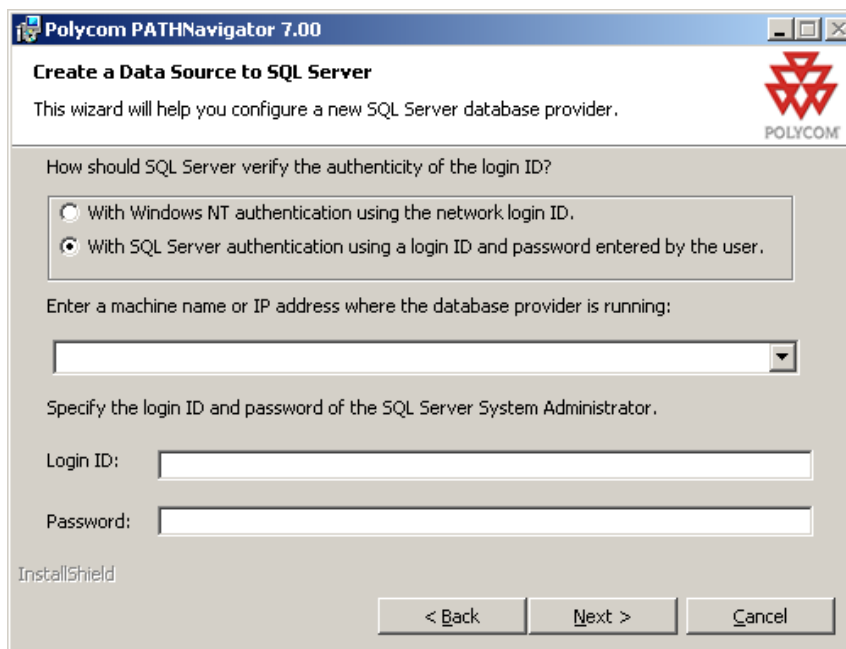 Polycom PATHNavigator 7.00
Create a Data Source to SQL Server
This wizard will help you configure a new SQL Server database provider.
POLYCOM
How should SQL Server verify the authenticity of the login ID?
With Windows NT authentication using the network login ID.
With SQL Server authentication using a login ID and password entered by the user.
Enter a machine name or IP address where the database provider is running:
Specify the login ID and password of the SQL Server System Administrator.
Login ID:
Password:
InstallShield
< Back Next > Cancel